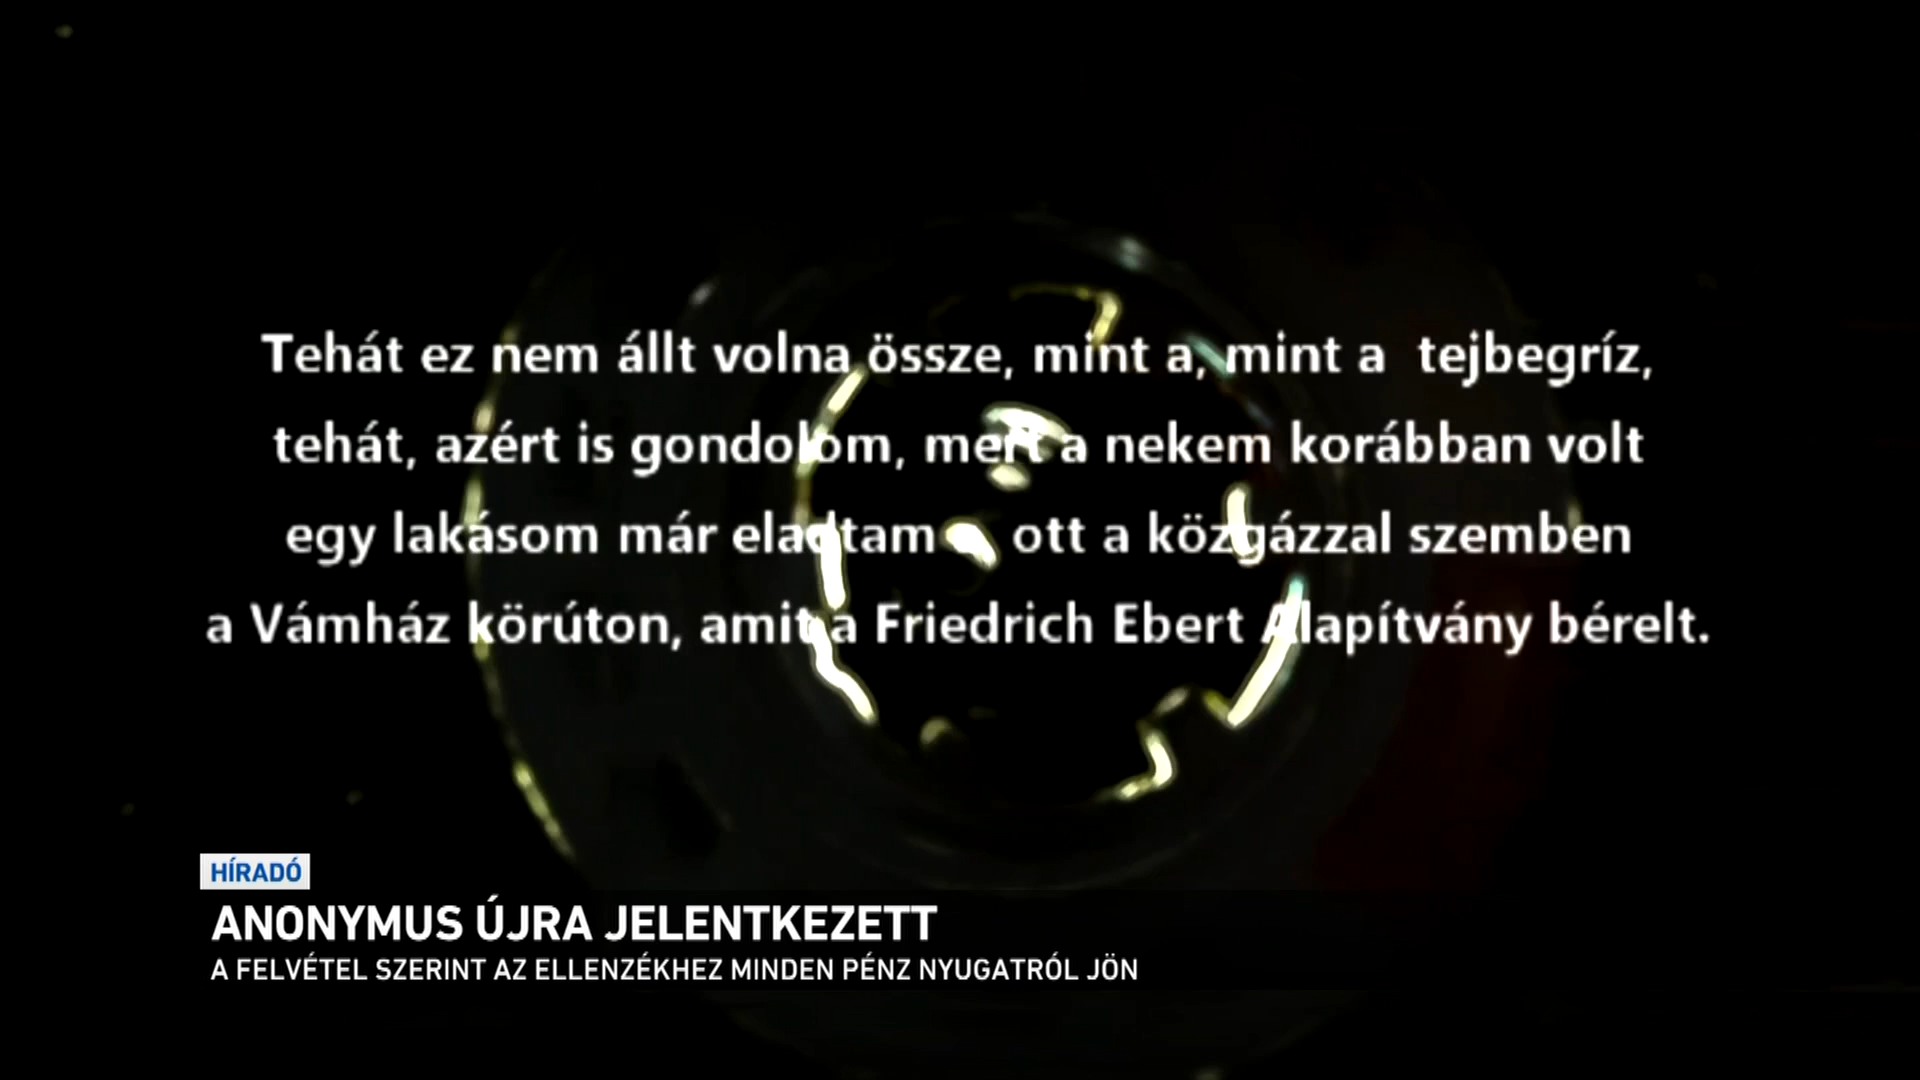 Tehát ez nem állt volna össze, mint a, mint a tejbegríz,
tehát, azért is gondolom, mert a nekem korábban volt
egy lakásom már eladtam ott a közgázzal szemben
a Vámház körúton, amit a Friedrich Ebert Alapítvány bérelt.
HÍRADÓ
ANONYMUS ÚJRA JELENTKEZETT
A FELVÉTEL SZERINT AZ ELLENZÉKHEZ MINDEN PÉNZ NYUGATRÓL JÖN